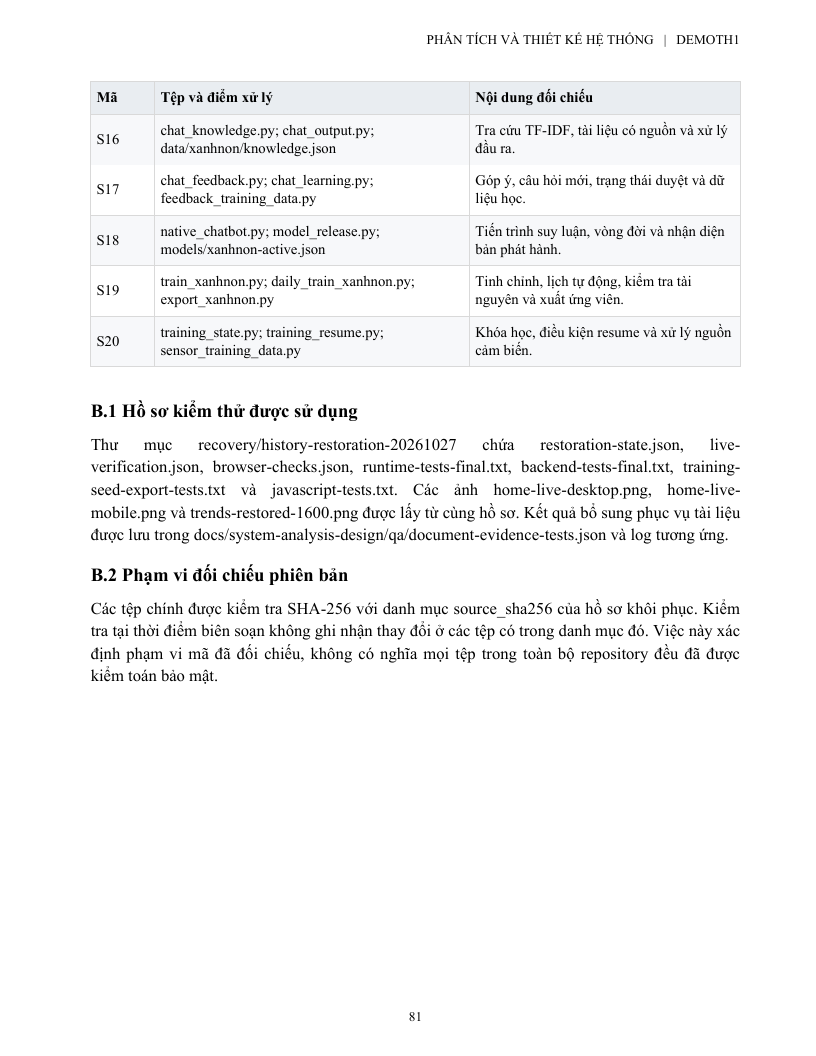 PHÂN TÍCH VÀ THIẾT KẾ HỆ THỐNG | DEMOTH1
Mã Tệp và điểm xử lý Nội dung đối chiếu
S16 chat_knowledge.py; chat_output.py; Tra cứu TF-IDF, tài liệu có nguồn và xử lý
data/xanhnon/knowledge.json đầu ra.
S17 chat_feedback.py; chat_learning.py; Góp ý, câu hỏi mới, trạng thái duyệt và dữ
feedback_training_data.py liệu học.
S18 native_chatbot.py; model_release.py; Tiến trình suy luận, vòng đời và nhận diện
models/xanhnon-active.json bản phát hành.
S19 train_xanhnon.py; daily_train_xanhnon.py; Tinh chỉnh, lịch tự động, kiểm tra tài
export_xanhnon.py nguyên và xuất ứng viên.
S20 training_state.py; training_resume.py; Khóa học, điều kiện resume và xử lý nguồn
sensor_training_data.py cảm biến.
B.1 Hồ sơ kiểm thử được sử dụng
Thư mục recovery/history-restoration-20261027 chứa restoration-state.json, live-
verification.json, browser-checks.json, runtime-tests-final.txt, backend-tests-final.txt, training-
seed-export-tests.txt và javascript-tests.txt. Các ảnh home-live-desktop.png, home-live-
mobile.png và trends-restored-1600.png được lấy từ cùng hồ sơ. Kết quả bổ sung phục vụ tài liệu
được lưu trong docs/system-analysis-design/qa/document-evidence-tests.json và log tương ứng.
B.2 Phạm vi đối chiếu phiên bản
Các tệp chính được kiểm tra SHA-256 với danh mục source_sha256 của hồ sơ khôi phục. Kiểm
tra tại thời điểm biên soạn không ghi nhận thay đổi ở các tệp có trong danh mục đó. Việc này xác
định phạm vi mã đã đối chiếu, không có nghĩa mọi tệp trong toàn bộ repository đều đã được
kiểm toán bảo mật.
81